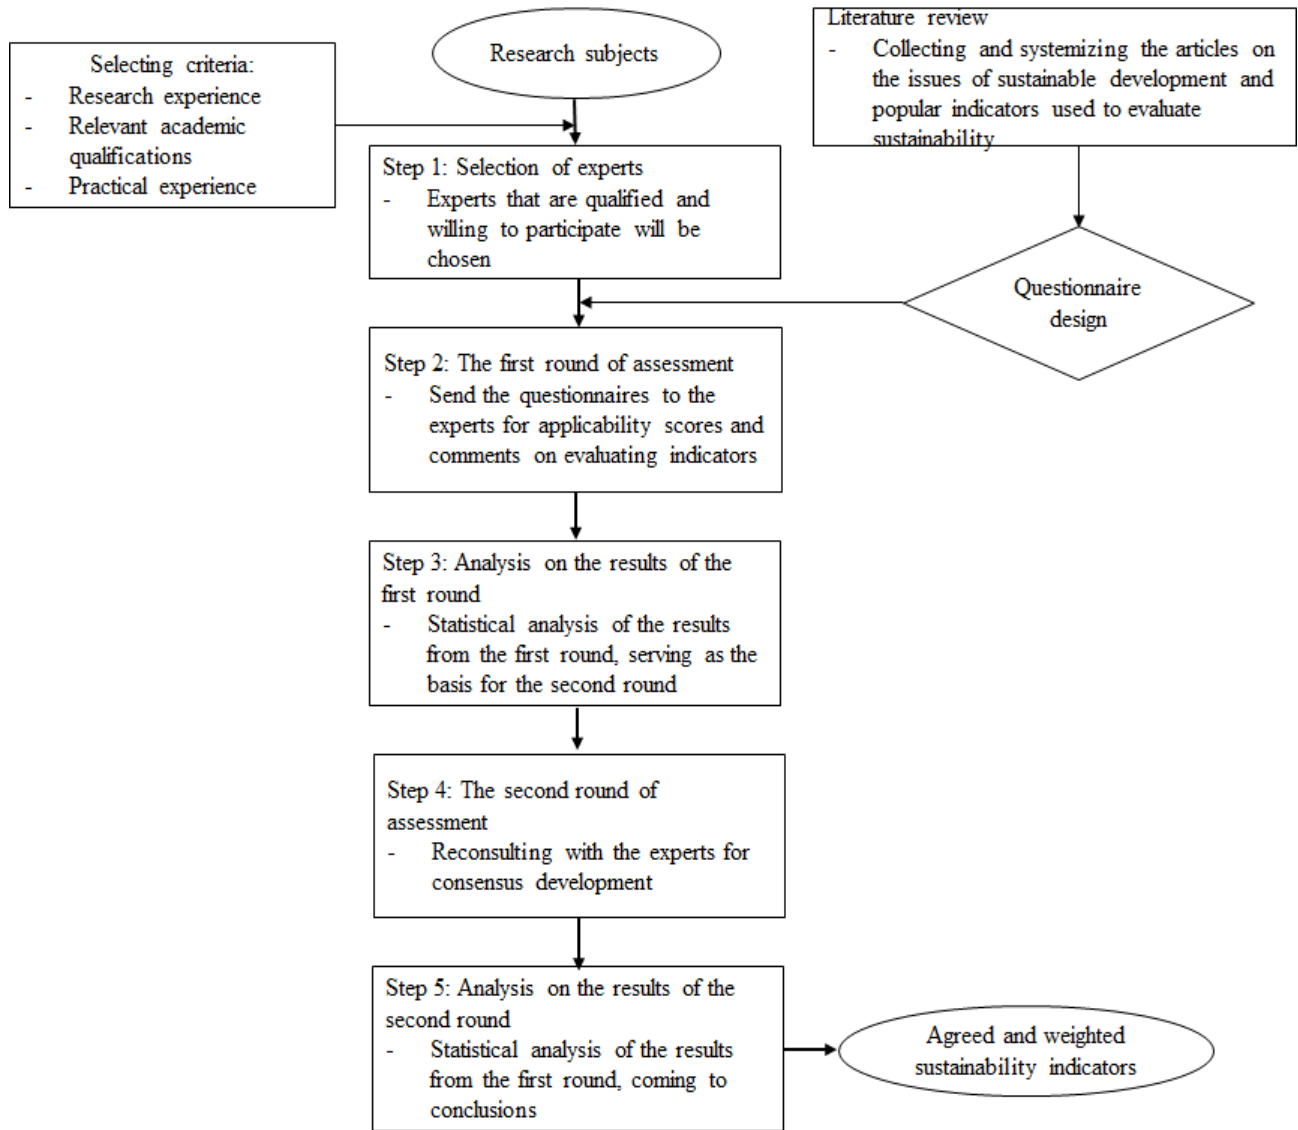 Research subjects
Selecting criteria:
- Research experience
- Relevant academic
qualifications
- Practical experience
Literature review
- Collecting and systemizing the articles on
the issues of sustainable development and
popular indicators used to evaluate
sustainability
Step 1: Selection of experts
- Experts that are qualified and
willing to participate will be
chosen
Questionnaire
design
Step 2: The first round of assessment
- Send the questionnaires to the
experts for applicability scores and
comments on evaluating indicators
Step 3: Analysis on the results of the
first round
- Statistical analysis of the results
from the first round, serving as the
basis for the second round
Step 4: The second round of
assessment
- Reconsulting with the experts for
consensus development
Step 5: Analysis on the results of the
second round
- Statistical analysis of the results
from the first round, coming to
conclusions
Agreed and weighted
sustainability indicators